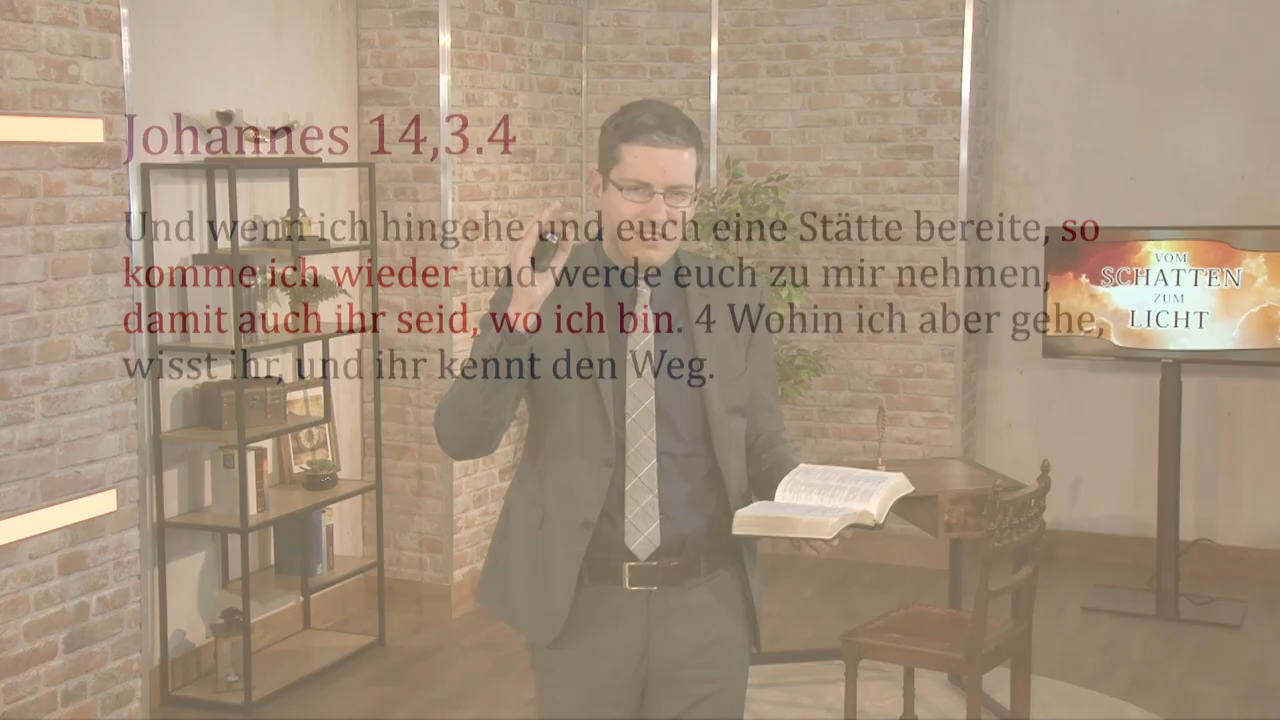 Johannes 14,3.4
Und wenn ich hingehe und euch eine Stätte bereite, so
komme ich wieder und werde euch zu mir nehmen,
damit auch ihr seid, wo ich bin. 4 Wohin ich aber gehe,
wisst ihr, und ihr kennt den Weg.
VOM
SCHATTEN
ZUM
LICHT